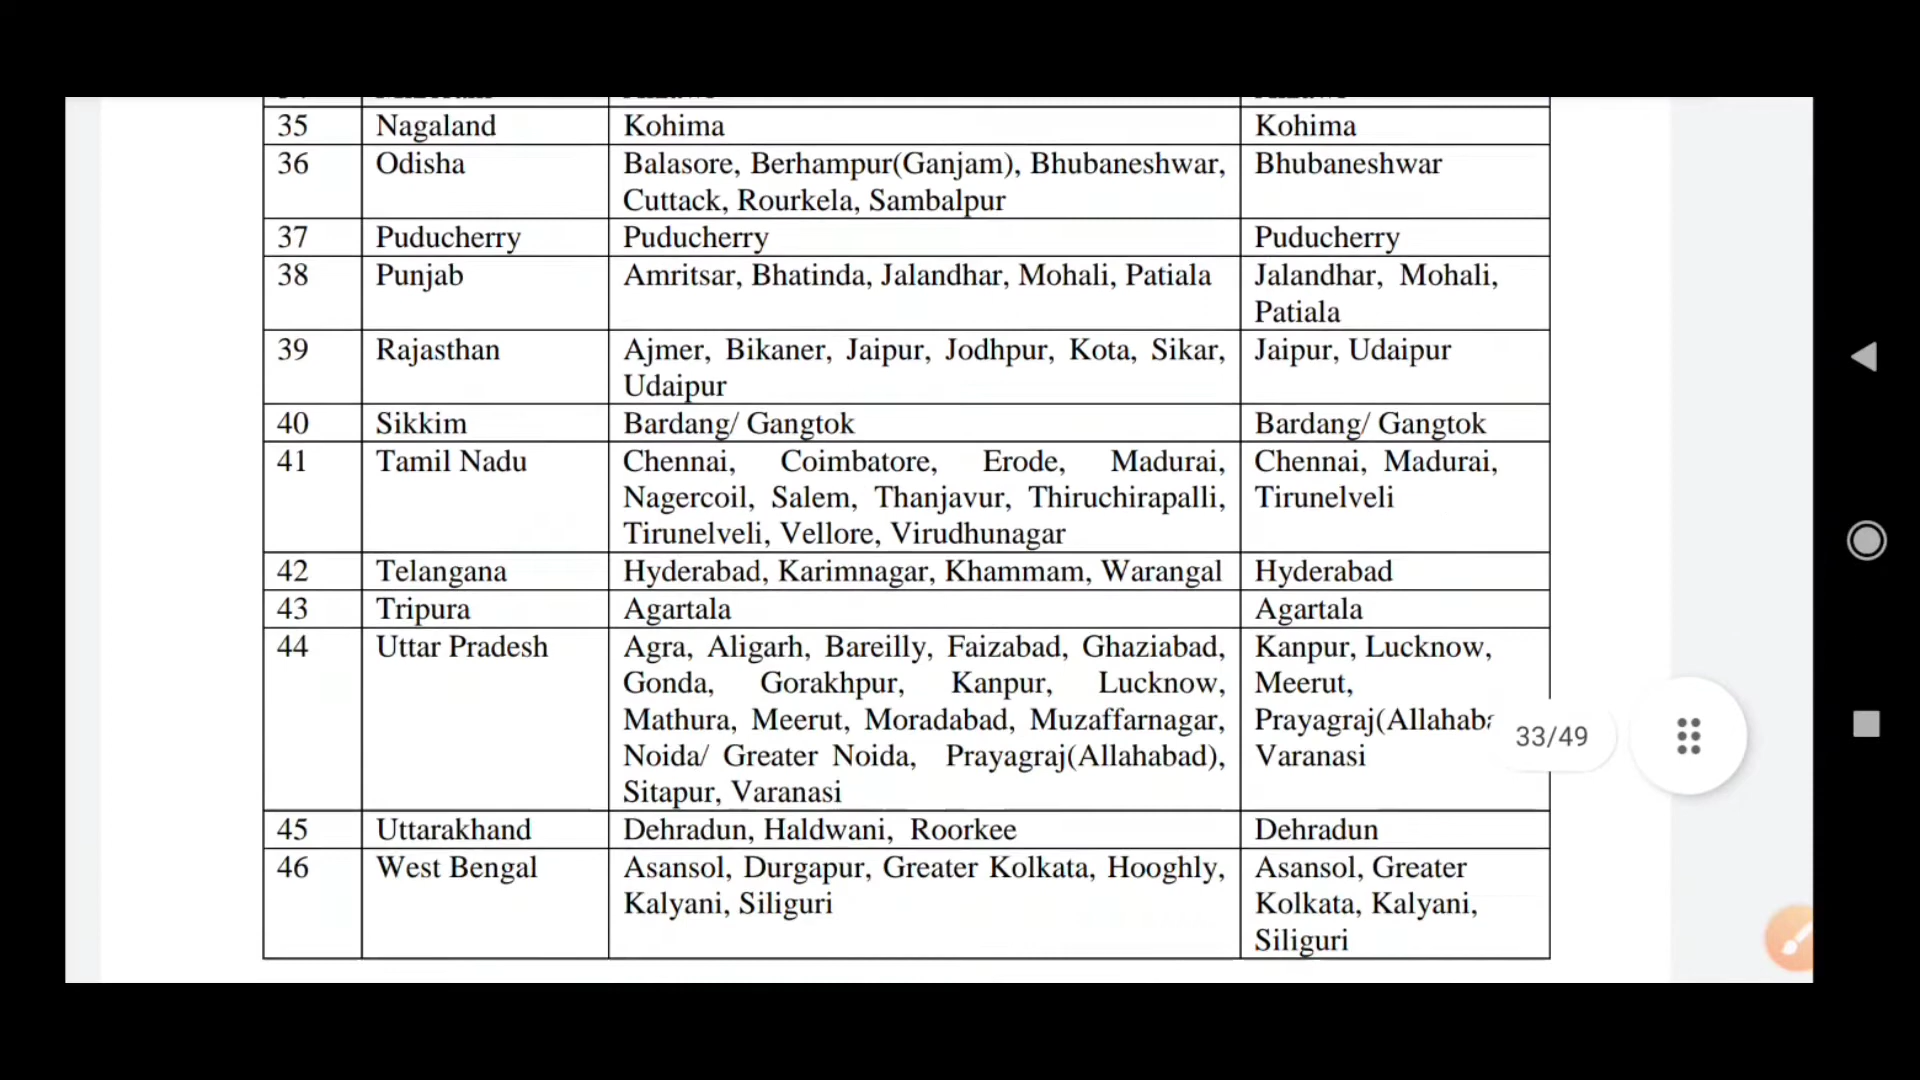 35 Nagaland Kohima Kohima
36 Odisha Balasore, Berhampur(Ganjam), Bhubaneshwar, Bhubaneshwar
Cuttack, Rourkela, Sambalpur
37 Puducherry Puducherry Puducherry
38 Punjab Amritsar, Bhatinda, Jalandhar, Mohali, Patiala Jalandhar, Mohali,
Patiala
39 Rajasthan Ajmer, Bikaner, Jaipur, Jodhpur, Kota, Sikar, Jaipur, Udaipur
Udaipur
40 Sikkim Bardang/ Gangtok Bardang/ Gangtok
41 Tamil Nadu Chennai, Coimbatore, Erode, Madurai, Chennai, Madurai,
Nagercoil, Salem, Thanjavur, Thiruchirapalli, Tirunelveli
Tirunelveli, Vellore, Virudhunagar
42 Telangana Hyderabad, Karimnagar, Khammam, Warangal Hyderabad
43 Tripura Agartala Agartala
44 Uttar Pradesh Agra, Aligarh, Bareilly, Faizabad, Ghaziabad, Kanpur, Lucknow,
Gonda, Gorakhpur, Kanpur, Lucknow, Meerut,
Mathura, Meerut, Moradabad, Muzaffarnagar, Prayagraj(Allahab
Noida/ Greater Noida, Prayagraj(Allahabad), Varanasi
Sitapur, Varanasi
33/49
45 Uttarakhand Dehradun, Haldwani, Roorkee Dehradun
46 West Bengal Asansol, Durgapur, Greater Kolkata, Hooghly, Asansol, Greater
Kalyani, Siliguri Kolkata, Kalyani,
Siliguri